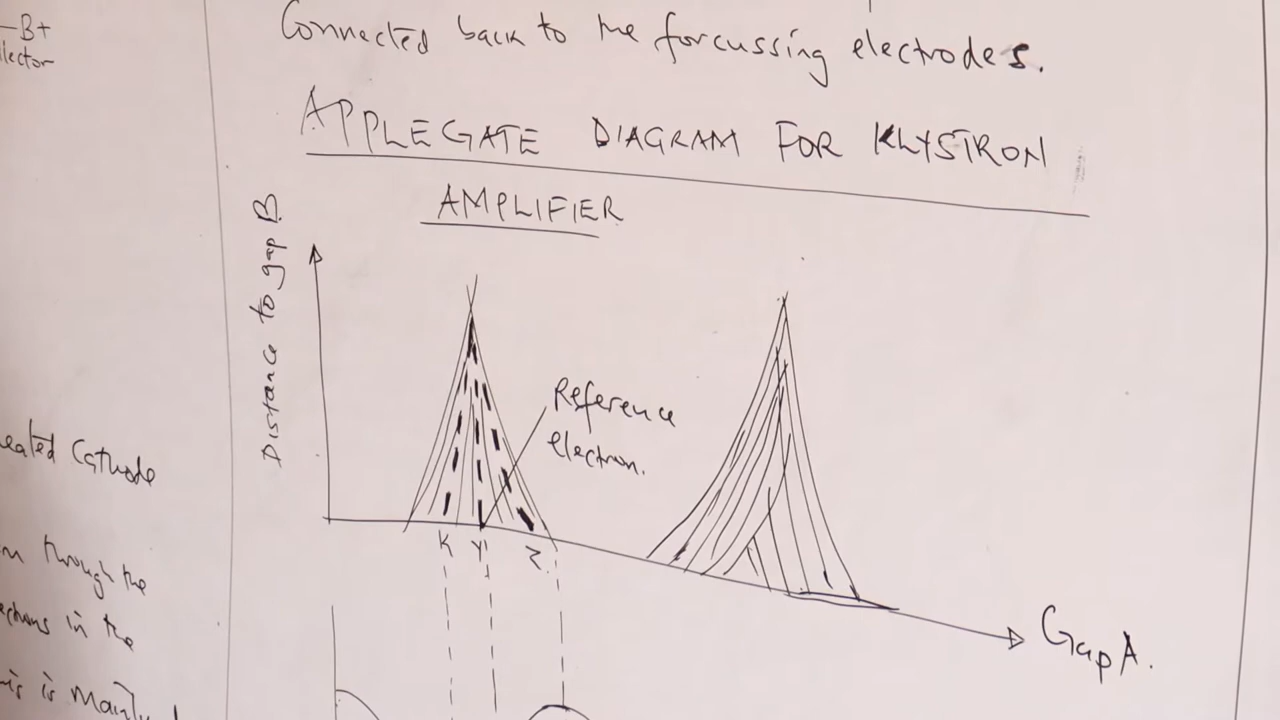 -B+
llector
Connected back to the forcussing electrodes.
APPLEGATE DIAGRAM FOR KLYSTRON
AMPLIFIER
Distance to gap B
Reference
electron.
K Y Z
Gap A.
eated Cathode
through the
in the
is is mainly